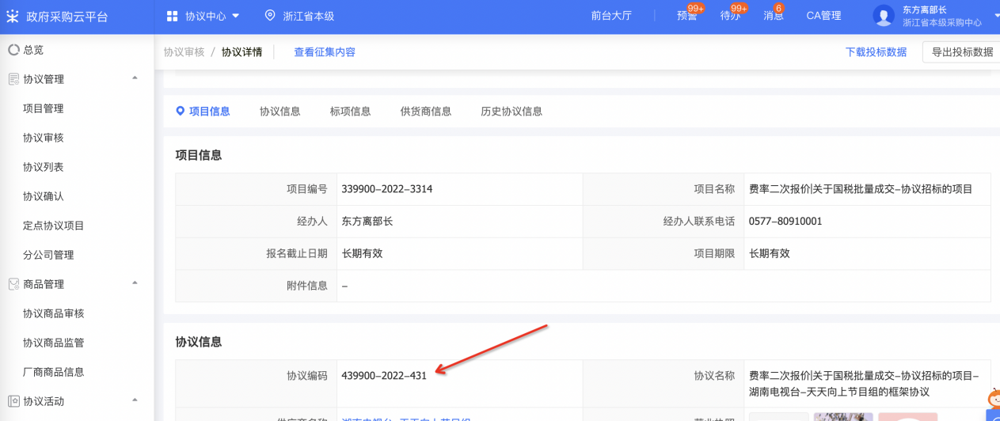 政府采购云平台
协议中心
浙江省本级
前台大厅
预警
99+
待办
99+
消息
6
CA管理
东方离部长
浙江省本级采购中心
总览
协议管理
项目管理
协议审核
协议列表
协议确认
定点协议项目
分公司管理
商品管理
协议商品审核
协议商品监管
厂商商品信息
协议活动
协议审核 / 协议详情
查看征集内容
下载投标数据
导出投标数据
项目信息
协议信息
标项信息
供货商信息
历史协议信息
项目信息
项目编号
339900-2022-3314
项目名称
费率二次报价|关于国税批量成交-协议招标的项目
经办人
东方离部长
经办人联系电话
0577-80910001
报名截止日期
长期有效
项目期限
长期有效
附件信息
-
协议信息
协议编码
439900-2022-431
协议名称
费率二次报价|关于国税批量成交-协议招标的项目-
湖南电视台-天天向上节目组的框架协议